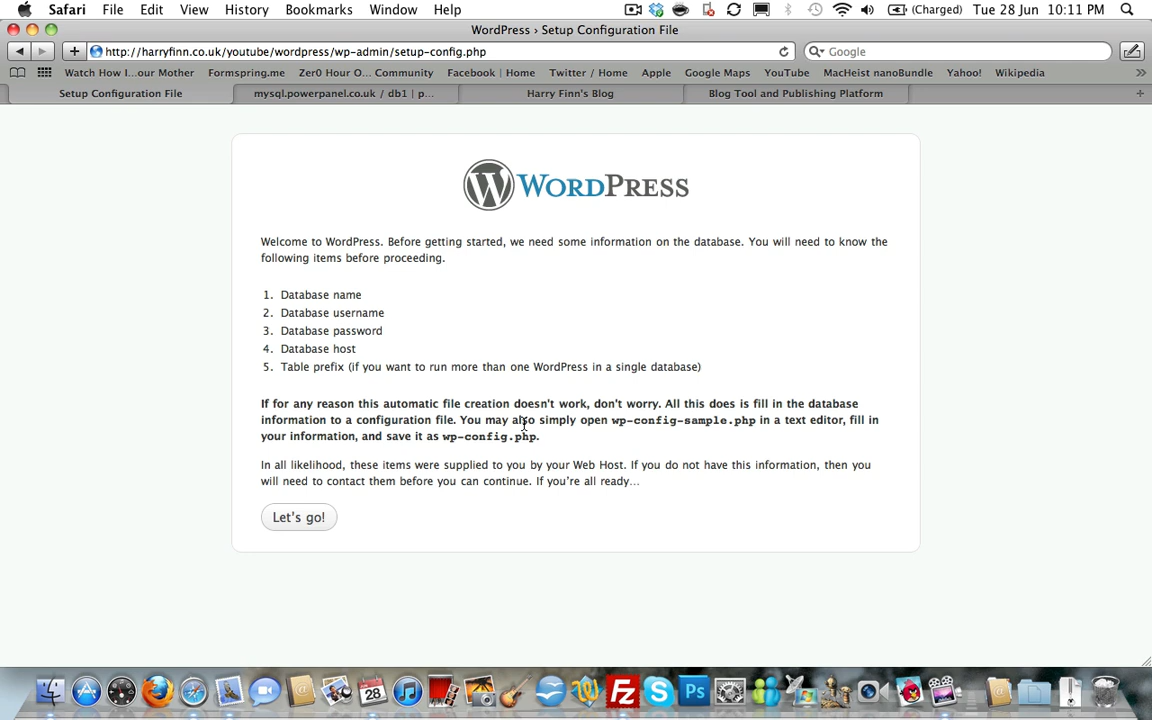 Safari File Edit View History Bookmarks Window Help (Charged) Tue 28 Jun 10:11 PM
WordPress › Setup Configuration File
http://harryfinn.co.uk/youtube/wordpress/wp-admin/setup-config.php Google
Watch How I...our Mother Formspring.me Zer0 Hour O... Community Facebook | Home Twitter / Home Apple Google Maps YouTube MacHeist nanoBundle Yahoo! Wikipedia
Setup Configuration File mysql.powerpanel.co.uk / db1 | p... Harry Finn's Blog Blog Tool and Publishing Platform
WORDPRESS
Welcome to WordPress. Before getting started, we need some information on the database. You will need to know the
following items before proceeding.
1. Database name
2. Database username
3. Database password
4. Database host
5. Table prefix (if you want to run more than one WordPress in a single database)
If for any reason this automatic file creation doesn't work, don't worry. All this does is fill in the database
information to a configuration file. You may also simply open wp-config-sample.php in a text editor, fill in
your information, and save it as wp-config.php.
In all likelihood, these items were supplied to you by your Web Host. If you do not have this information, then you
will need to contact them before you can continue. If you're all ready…
Let's go!
28
Fz
Ps